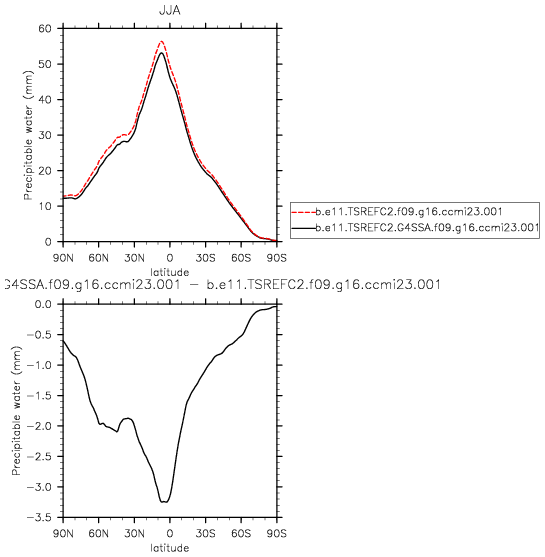 JJA
60
50
40
30
20
10
0
Precipitable water (mm)
90N 60N 30N 0 30S 60S 90S
latitude
b.e11.TSREFC2.f09.g16.ccmi23.001
b.e11.TSREFC2.G4SSA.f09.g16.ccmi23.001
G4SSA.f09.g16.ccmi23.001 - b.e11.TSREFC2.f09.g16.ccmi23.001
0.0
-0.5
-1.0
-1.5
-2.0
-2.5
-3.0
-3.5
Precipitable water (mm)
90N 60N 30N 0 30S 60S 90S
latitude